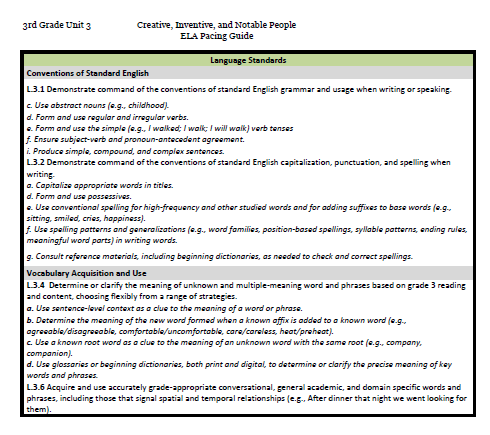 3rd Grade Unit 3 Creative, Inventive, and Notable People
ELA Pacing Guide
Language Standards
Conventions of Standard English
L.3.1 Demonstrate command of the conventions of standard English grammar and usage when writing or speaking.
c. Use abstract nouns (e.g., childhood).
d. Form and use regular and irregular verbs.
e. Form and use the simple (e.g., I walked; I walk; I will walk) verb tenses
f. Ensure subject-verb and pronoun-antecedent agreement.
i. Produce simple, compound, and complex sentences.
L.3.2 Demonstrate command of the conventions of standard English capitalization, punctuation, and spelling when
writing.
a. Capitalize appropriate words in titles.
d. Form and use possessives.
e. Use conventional spelling for high-frequency and other studied words and for adding suffixes to base words (e.g.,
sitting, smiled, cries, happiness).
f. Use spelling patterns and generalizations (e.g., word families, position-based spellings, syllable patterns, ending rules,
meaningful word parts) in writing words.
g. Consult reference materials, including beginning dictionaries, as needed to check and correct spellings.
Vocabulary Acquisition and Use
L.3.4 Determine or clarify the meaning of unknown and multiple-meaning word and phrases based on grade 3 reading
and content, choosing flexibly from a range of strategies.
a. Use sentence-level context as a clue to the meaning of a word or phrase.
b. Determine the meaning of the new word formed when a known affix is added to a known word (e.g.,
agreeable/disagreeable, comfortable/uncomfortable, care/careless, heat/preheat).
c. Use a known root word as a clue to the meaning of an unknown word with the same root (e.g., company,
companion).
d. Use glossaries or beginning dictionaries, both print and digital, to determine or clarify the precise meaning of key
words and phrases.
L.3.6 Acquire and use accurately grade-appropriate conversational, general academic, and domain specific words and
phrases, including those that signal spatial and temporal relationships (e.g., After dinner that night we went looking for
them).